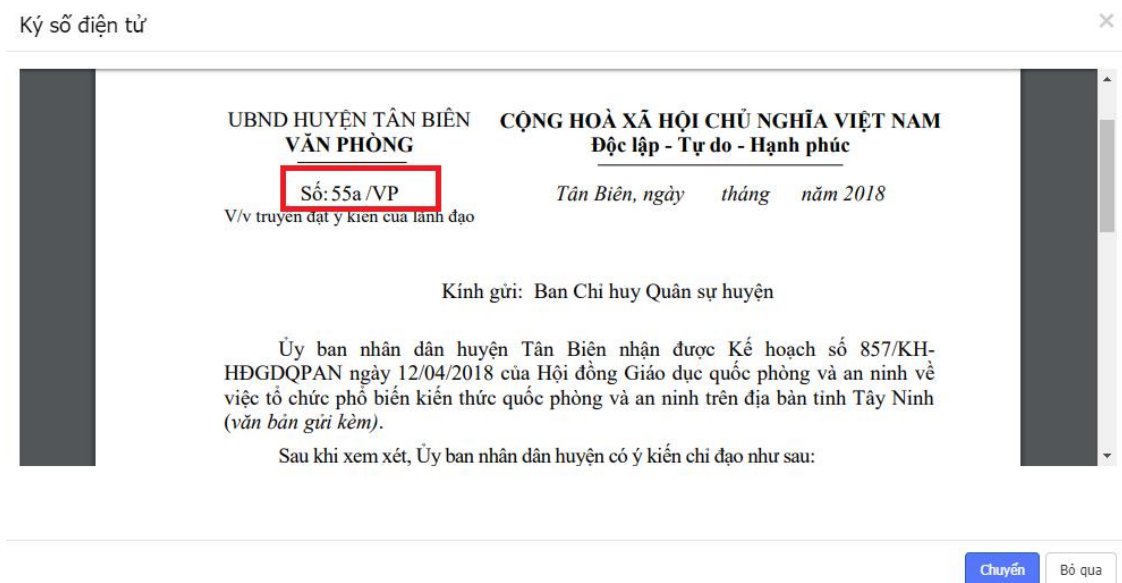 Ký số điện tử
UBND HUYỆN TÂN BIÊN
VĂN PHÒNG
CỘNG HOÀ XÃ HỘI CHỦ NGHĨA VIỆT NAM
Độc lập - Tự do - Hạnh phúc
Số: 55a /VP
V/v truyền đạt ý kiến của lãnh đạo
Tân Biên, ngày tháng năm 2018
Kính gửi: Ban Chỉ huy Quân sự huyện
Ủy ban nhân dân huyện Tân Biên nhận được Kế hoạch số 857/KH-
HĐGDQPAN ngày 12/04/2018 của Hội đồng Giáo dục quốc phòng và an ninh về
việc tổ chức phổ biến kiến thức quốc phòng và an ninh trên địa bàn tỉnh Tây Ninh
(văn bản gửi kèm).
Sau khi xem xét, Ủy ban nhân dân huyện có ý kiến chỉ đạo như sau:
Chuyển
Bỏ qua